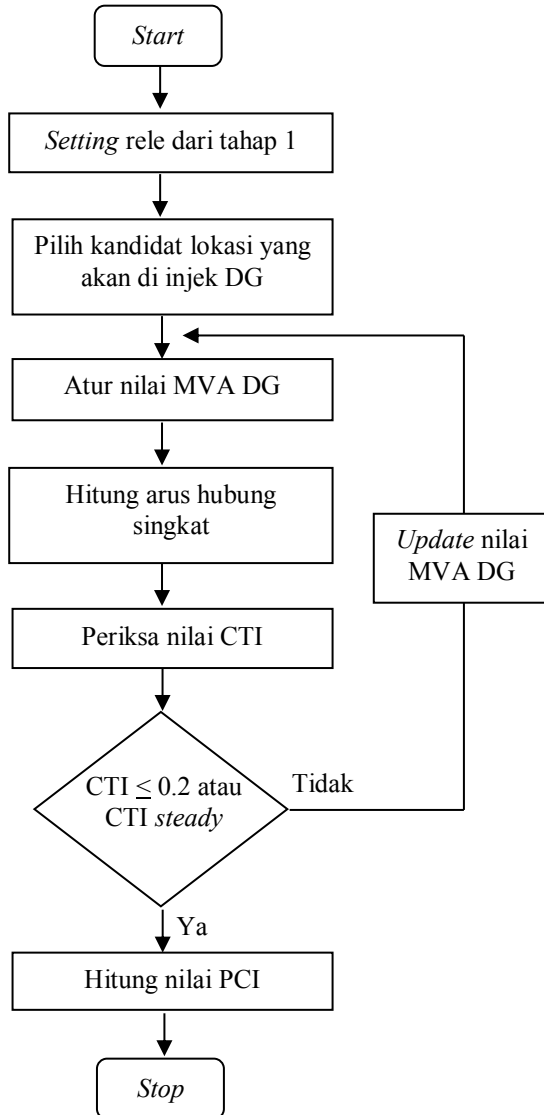 Start
Setting rele dari tahap 1
Pilih kandidat lokasi yang
akan di injek DG
Atur nilai MVA DG
Hitung arus hubung
singkat
Update nilai
MVA DG
Periksa nilai CTI
CTI ≤ 0.2 atau
CTI steady
Tidak
Ya
Hitung nilai PCI
Stop